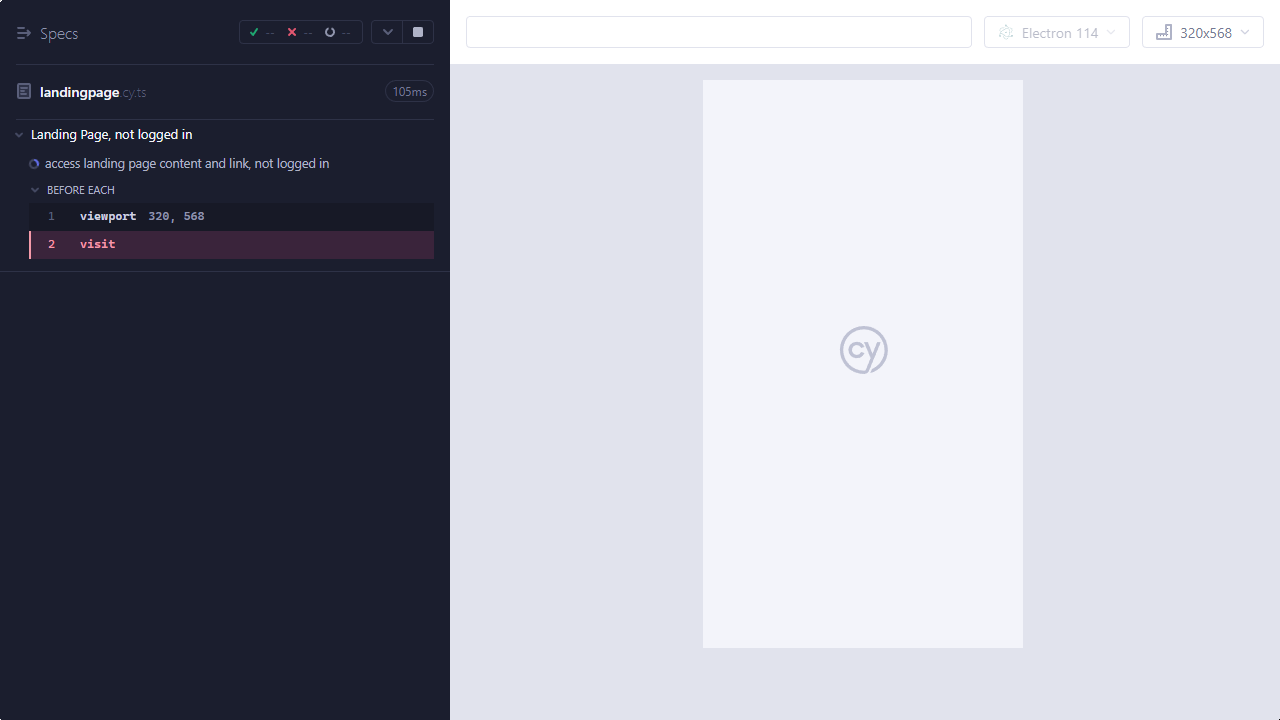 Specs
-- -- --
landingpage.cy.ts 105ms
Landing Page, not logged in
access landing page content and link, not logged in
BEFORE EACH
1 viewport 320, 568
2 visit
Electron 114
320x568
cy